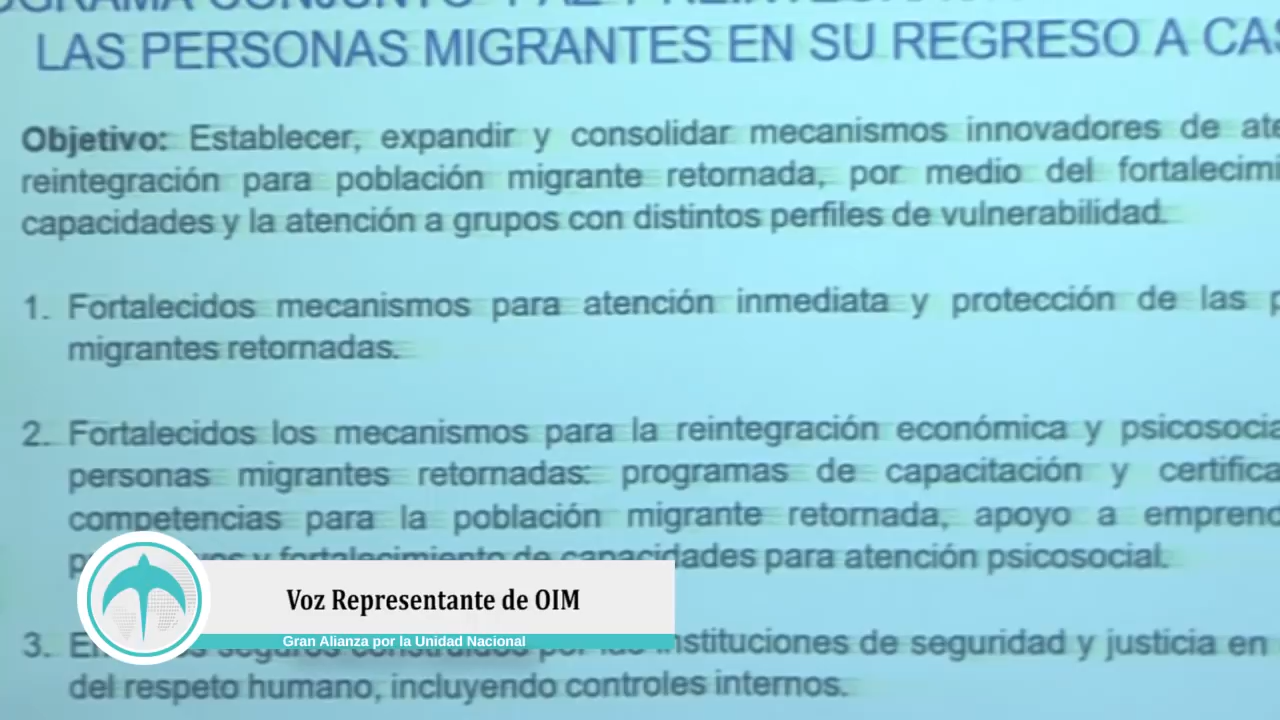 LAS PERSONAS MIGRANTES EN SU REGRESO A
Objetivo: Establecer, expandir y consolidar mecanismos innovadores de
reintegración para población migrante retornada, por medio del
capacidades y la atención a grupos con distintos perfiles de vulnerabilidad.
1. Fortalecidos mecanismos para atención inmediata y protección de las
migrantes retornadas.
2. Fortalecidos los mecanismos para la reintegración económica y
personas migrantes retornadas: programas de capacitación y
competencias para la población migrante retornada, apoyo a
y fortalecimiento de capacidades para atención psicosocial.
3. seguros construidos por las instituciones de seguridad y justicia en
del respeto humano, incluyendo controles internos.
Voz Representante de OIM
Gran Alianza por la Unidad Nacional